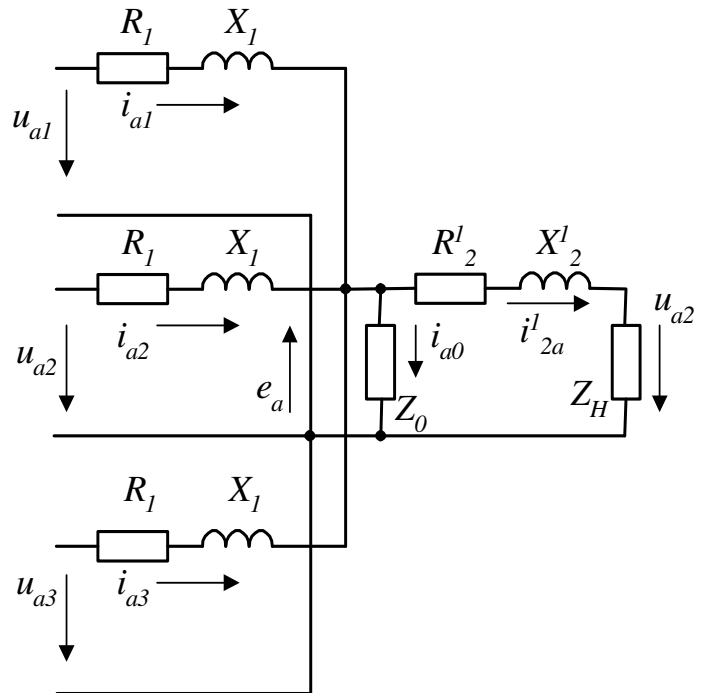 R1 X1
ia1
ua1
R1 X1 R12 X12
ua2
ia2 ia0 i12a
ua2
ea Z0 ZH
R1 X1
ia3
ua3